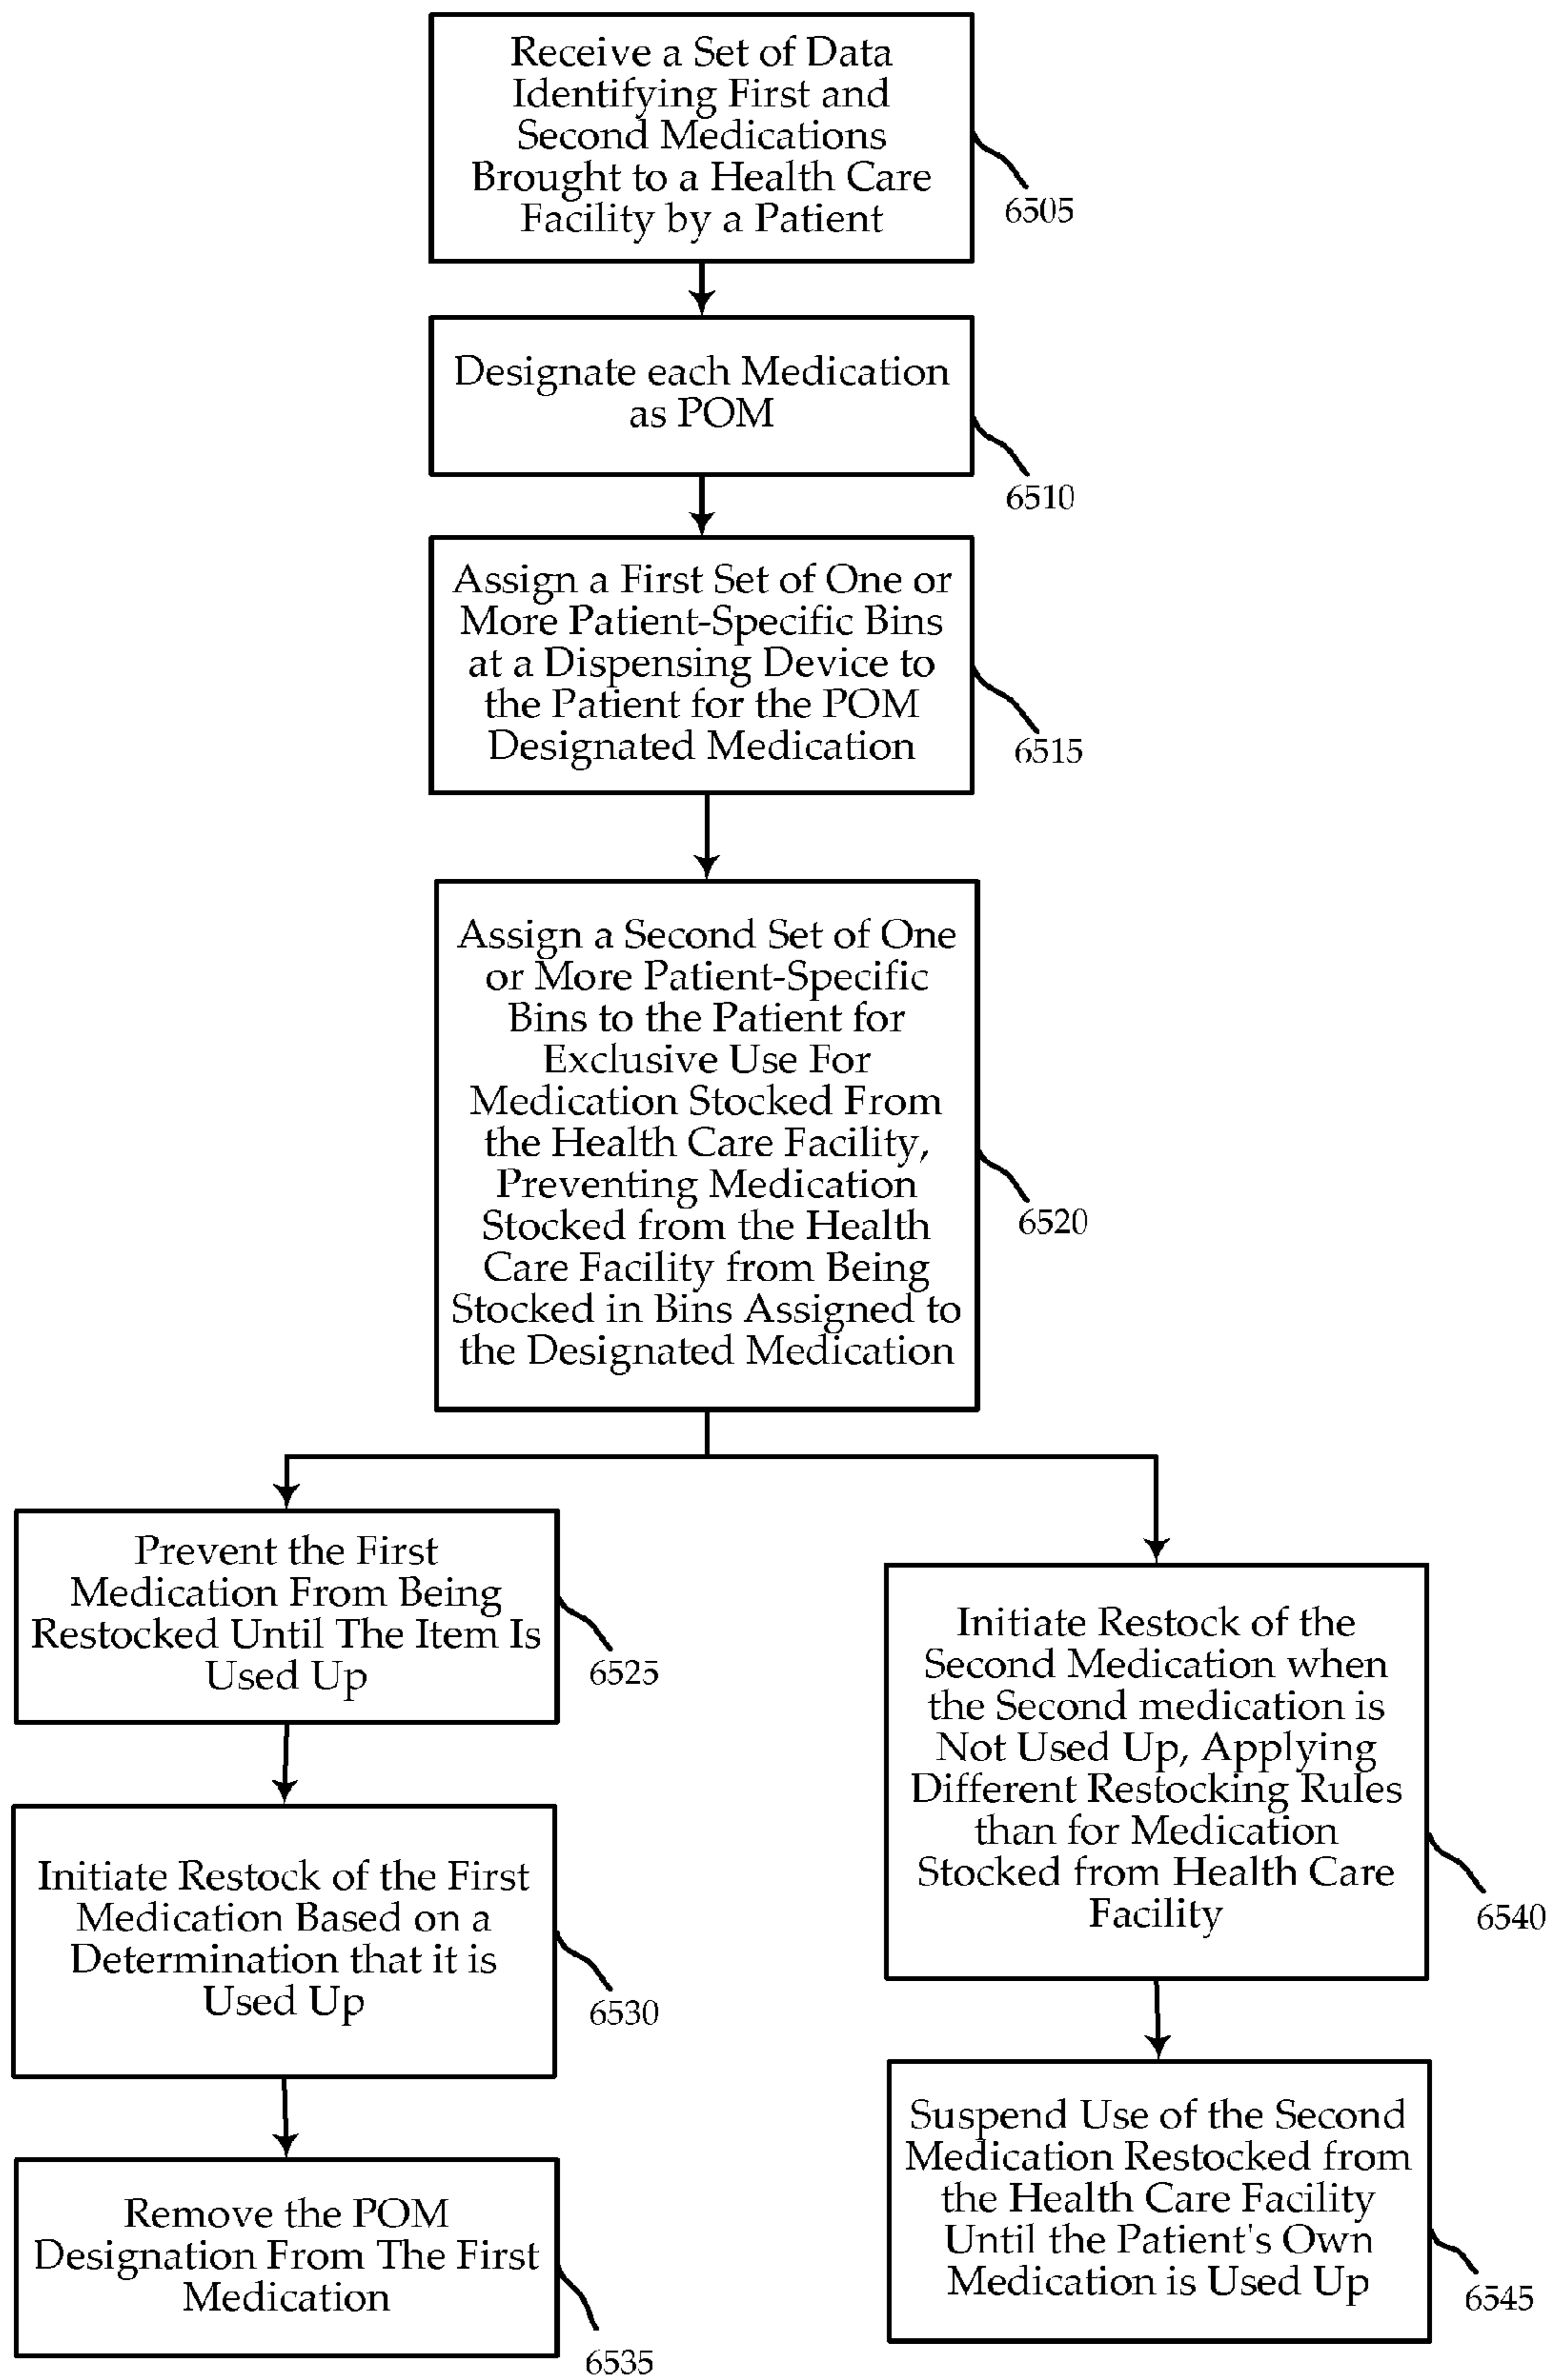 Receive a Set of Data
Identifying First and
Second Medications
Brought to a Health Care
Facility by a Patient
6505
Designate each Medication
as POM
6510
Assign a First Set of One or
More Patient-Specific Bins
at a Dispensing Device to
the Patient for the POM
Designated Medication
6515
Assign a Second Set of One
or More Patient-Specific
Bins to the Patient for
Exclusive Use For
Medication Stocked From
the Health Care Facility,
Preventing Medication
Stocked from the Health
Care Facility from Being
Stocked in Bins Assigned to
the Designated Medication
6520
Prevent the First
Medication From Being
Restocked Until The Item Is
Used Up
6525
Initiate Restock of the First
Medication Based on a
Determination that it is
Used Up
6530
Remove the POM
Designation From The First
Medication
6535
Initiate Restock of the
Second Medication when
the Second medication is
Not Used Up, Applying
Different Restocking Rules
than for Medication
Stocked from Health Care
Facility
6540
Suspend Use of the Second
Medication Restocked from
the Health Care Facility
Until the Patient's Own
Medication is Used Up
6545